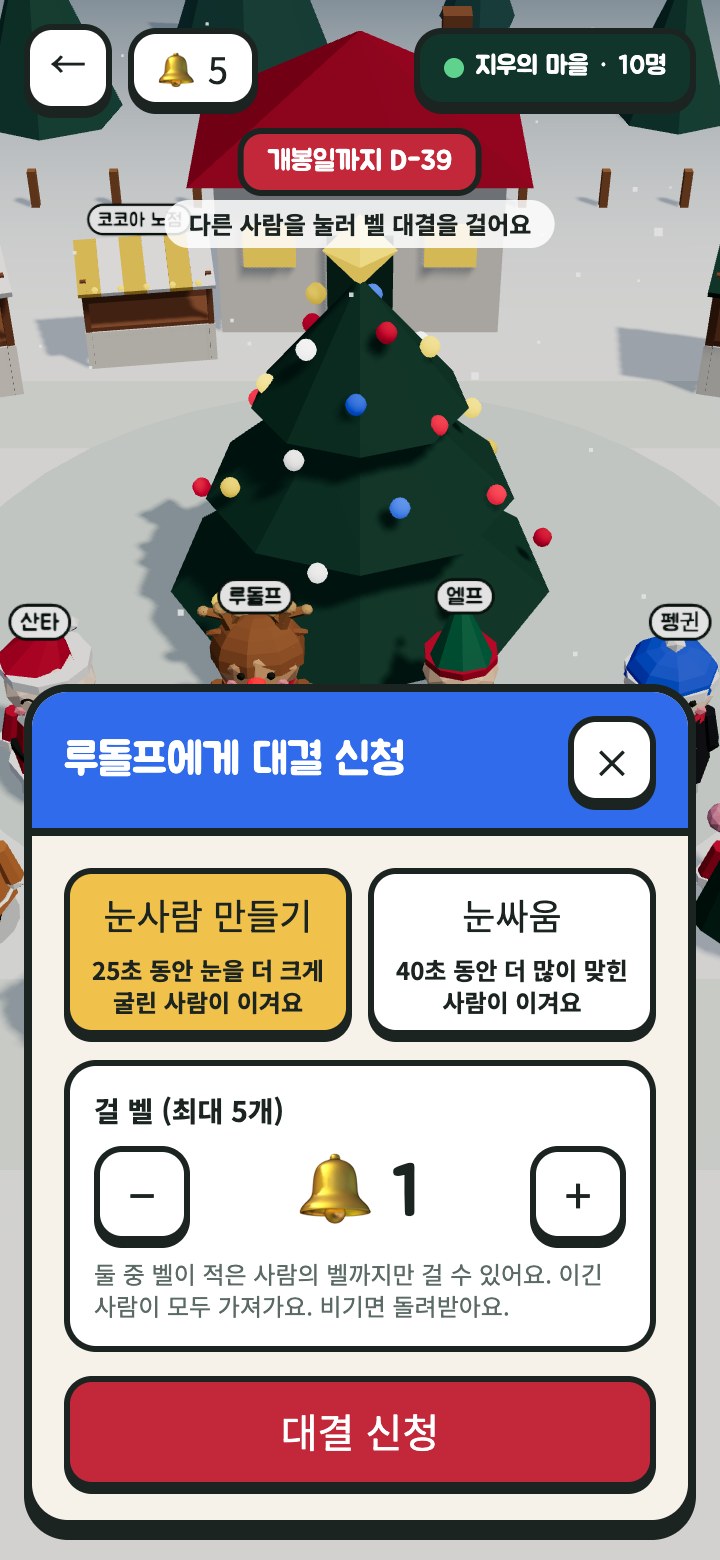 ←
5
지우의 마을 · 10명
개봉일까지 D-39
코코아 노점
다른 사람을 눌러 벨 대결을 걸어요
산타
루돌프
엘프
펭귄
루돌프에게 대결 신청
×
눈사람 만들기
25초 동안 눈을 더 크게
굴린 사람이 이겨요
눈싸움
40초 동안 더 많이 맞힌
사람이 이겨요
걸 벨 (최대 5개)
−
1
+
둘 중 벨이 적은 사람의 벨까지만 걸 수 있어요. 이긴
사람이 모두 가져가요. 비기면 돌려받아요.
대결 신청